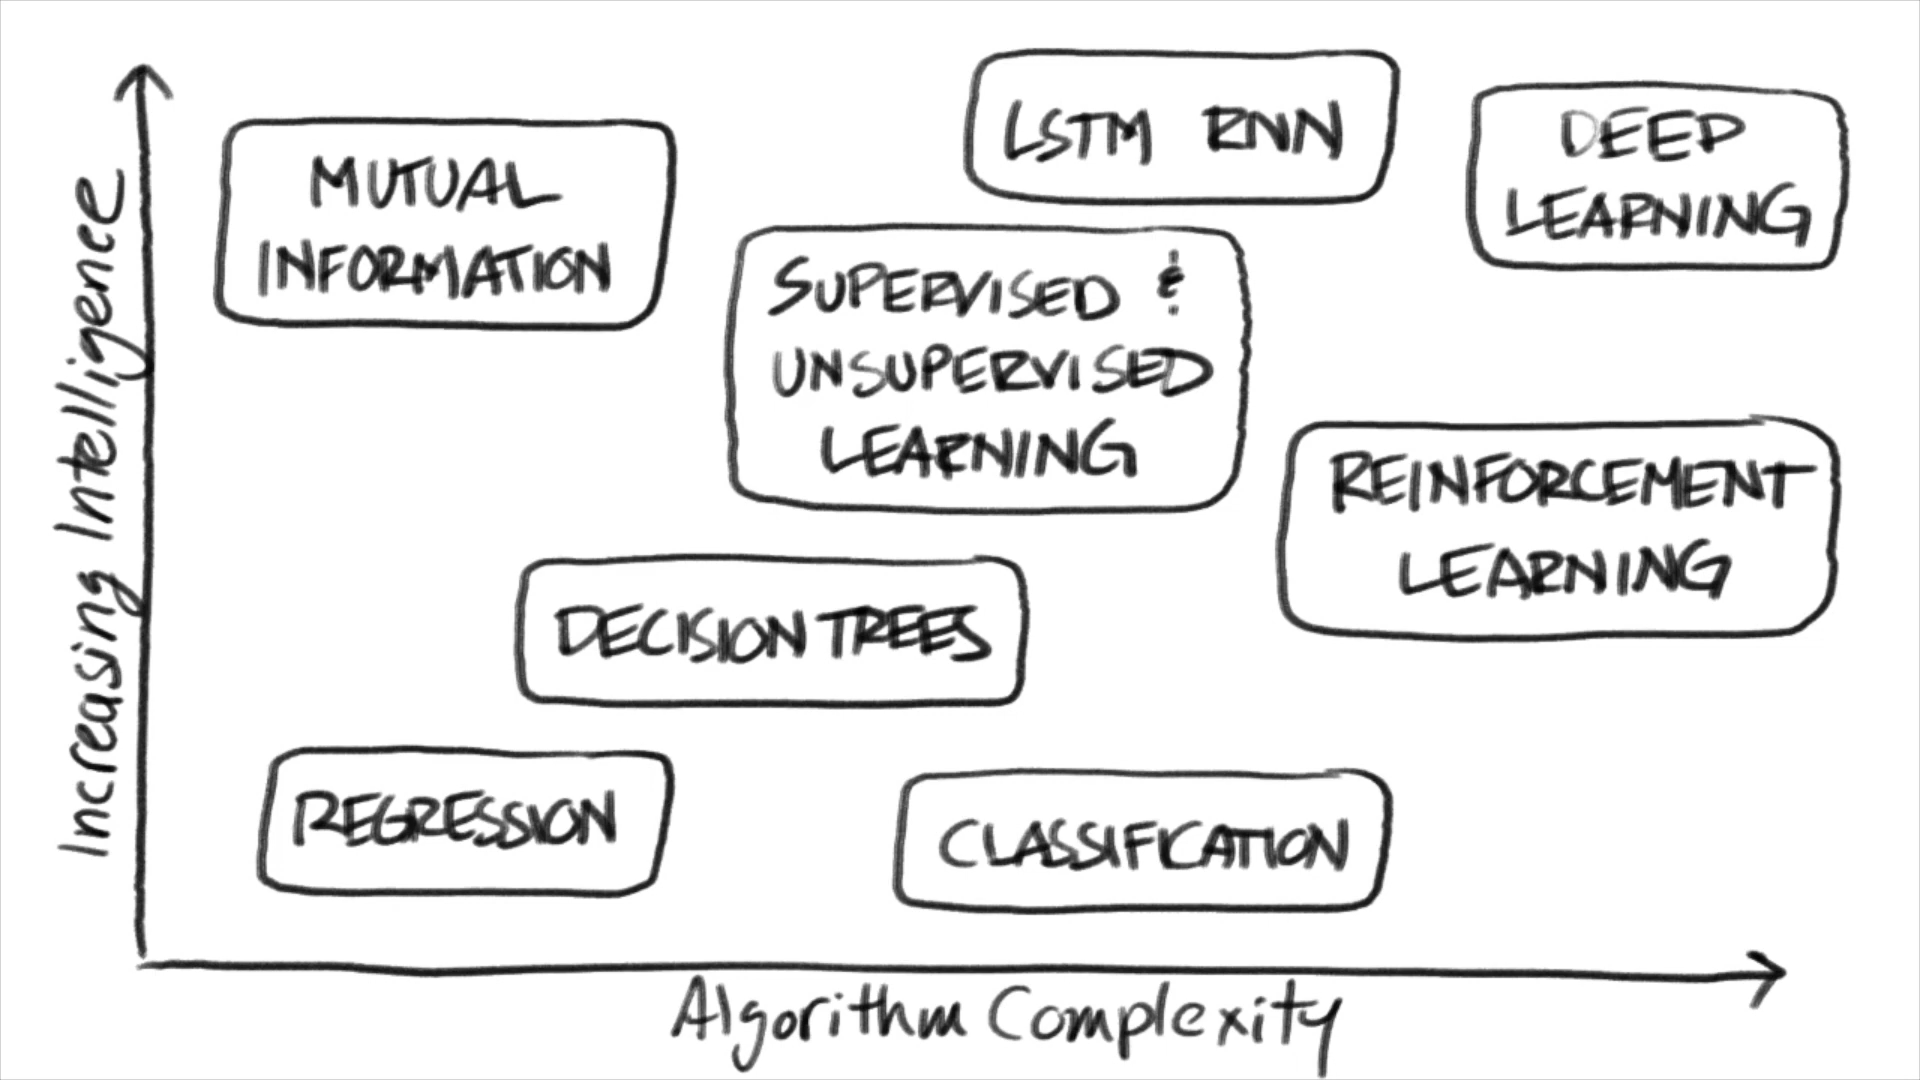 Increasing Intelligence
MUTUAL
INFORMATION
LSTM RNN
DEEP
LEARNING
SUPERVISED &
UNSUPERVISED
LEARNING
REINFORCEMENT
LEARNING
DECISION TREES
REGRESSION
CLASSIFICATION
Algorithm Complexity